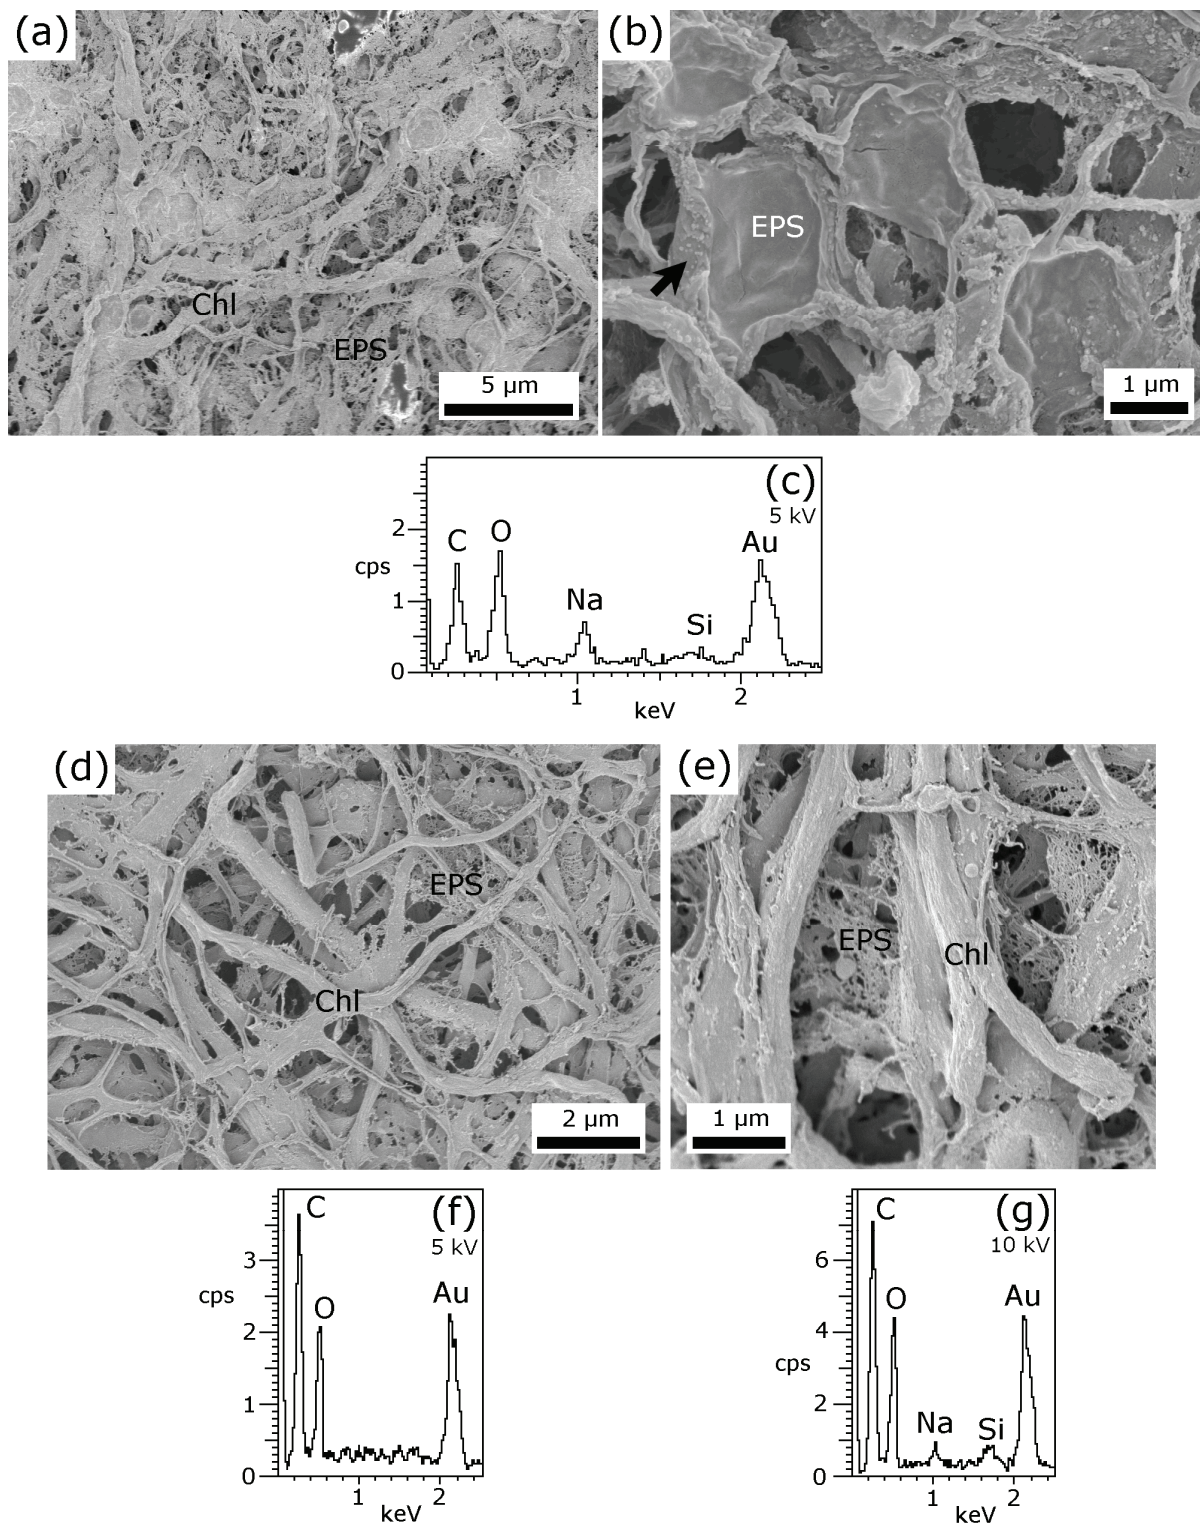 (a)
Chl
EPS
5 µm
(b)
EPS
1 µm
(c)
5 kV
2
1
0
cps
C
O
Na
Si
Au
1
2
keV
(d)
EPS
Chl
2 µm
(e)
EPS
Chl
1 µm
(f)
5 kV
3
2
1
0
cps
C
O
Au
1
2
keV
(g)
10 kV
6
4
2
0
cps
C
O
Na
Si
Au
1
2
keV